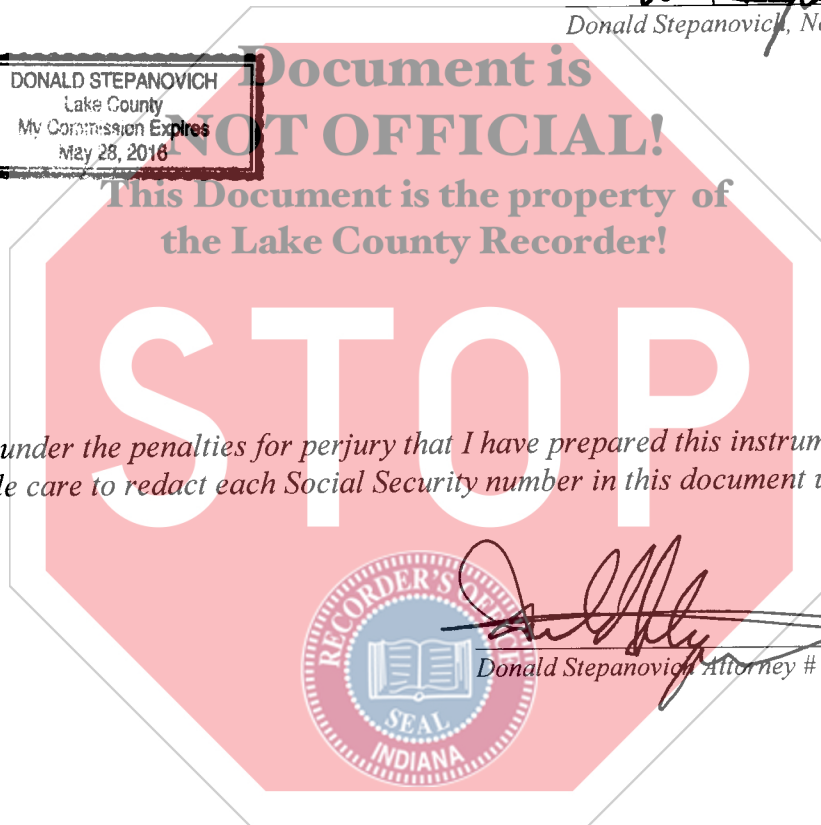 Donald Stepanovich, No
DONALD STEPANOVICH
Lake County
My Commission Expires
May 28, 2016
Document is
NOT OFFICIAL!
This Document is the property of
the Lake County Recorder!
STOP
under the penalties for perjury that I have prepared this instrum
le care to redact each Social Security number in this document u
Donald Stepanovich Attorney #
RECORDER'S OFFICE
SEAL
INDIANA